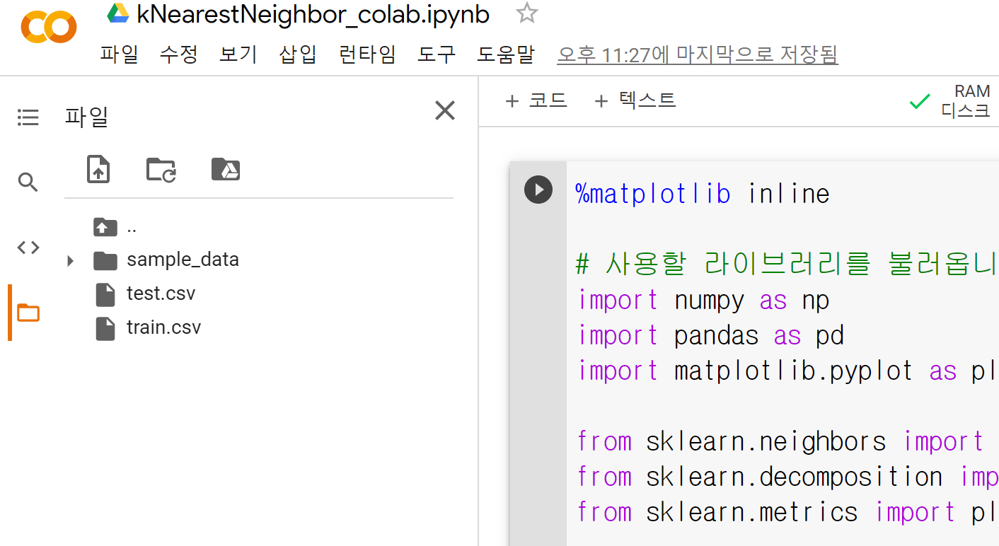 kNearestNeighbor_colab.ipynb
파일 수정 보기 삽입 런타임 도구 도움말 오후 11:27에 마지막으로 저장됨
파일
..
sample_data
test.csv
train.csv
+ 코드 + 텍스트
RAM
디스크
%matplotlib inline
# 사용할 라이브러리를 불러옵니
import numpy as np
import pandas as pd
import matplotlib.pyplot as pl
from sklearn.neighbors import
from sklearn.decomposition imp
from sklearn.metrics import pl